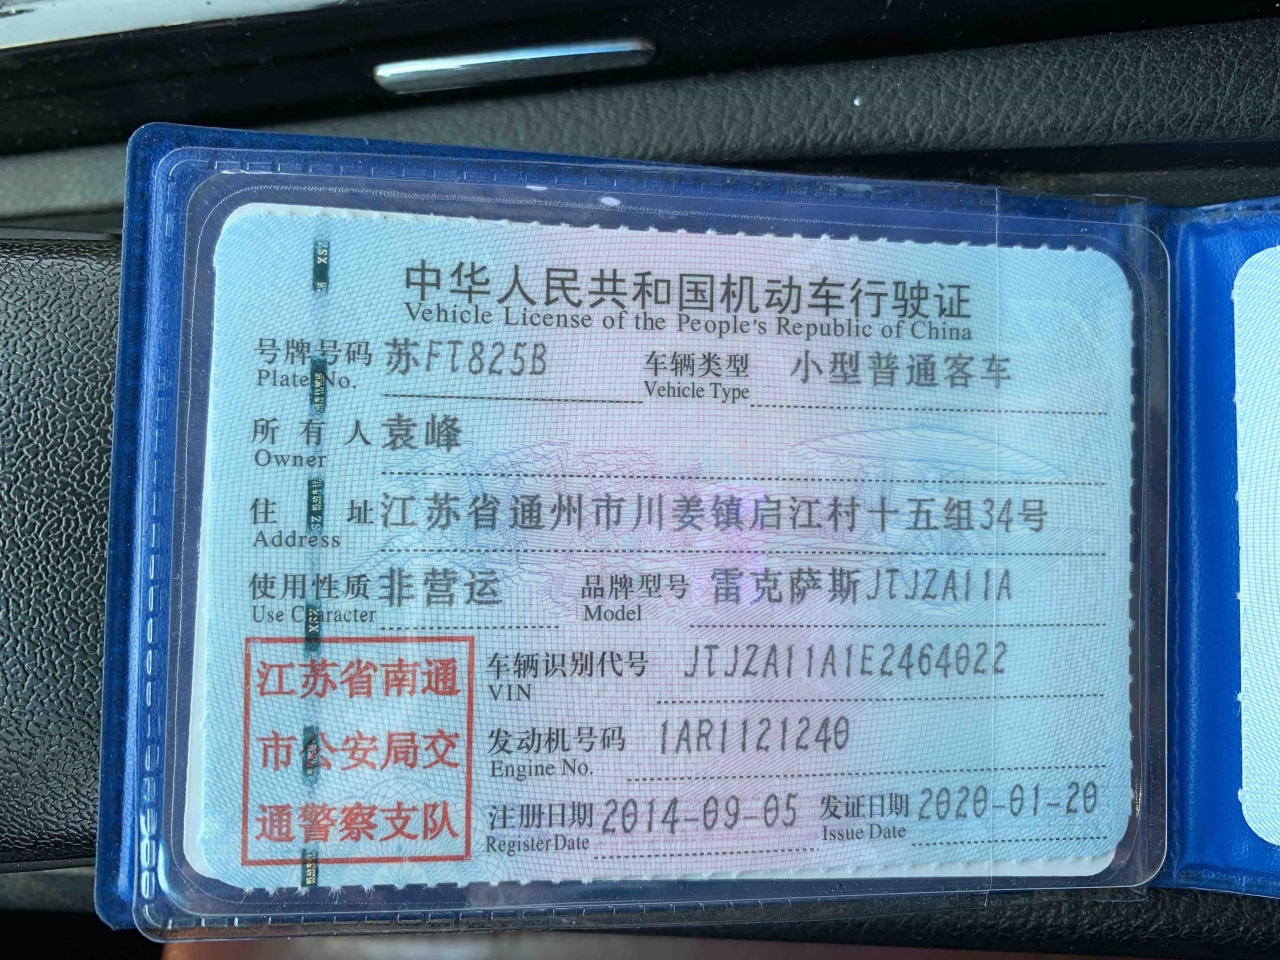 中华人民共和国机动车行驶证
Vehicle License of the People's Republic of China
号牌号码 苏FT825B 车辆类型 小型普通客车
Plate No. Vehicle Type
所有人 袁峰
Owner
住址 江苏省通州市川姜镇启江村十五组34号
Address
使用性质 非营运 品牌型号 雷克萨斯JTJZA11A
Use Character Model
江苏省南通
市公安局交
通警察支队
车辆识别代号 JTJZA11A1E2464022
VIN
发动机号码 1AR1121240
Engine No.
注册日期 2014-09-05 发证日期 2020-01-20
Register Date Issue Date